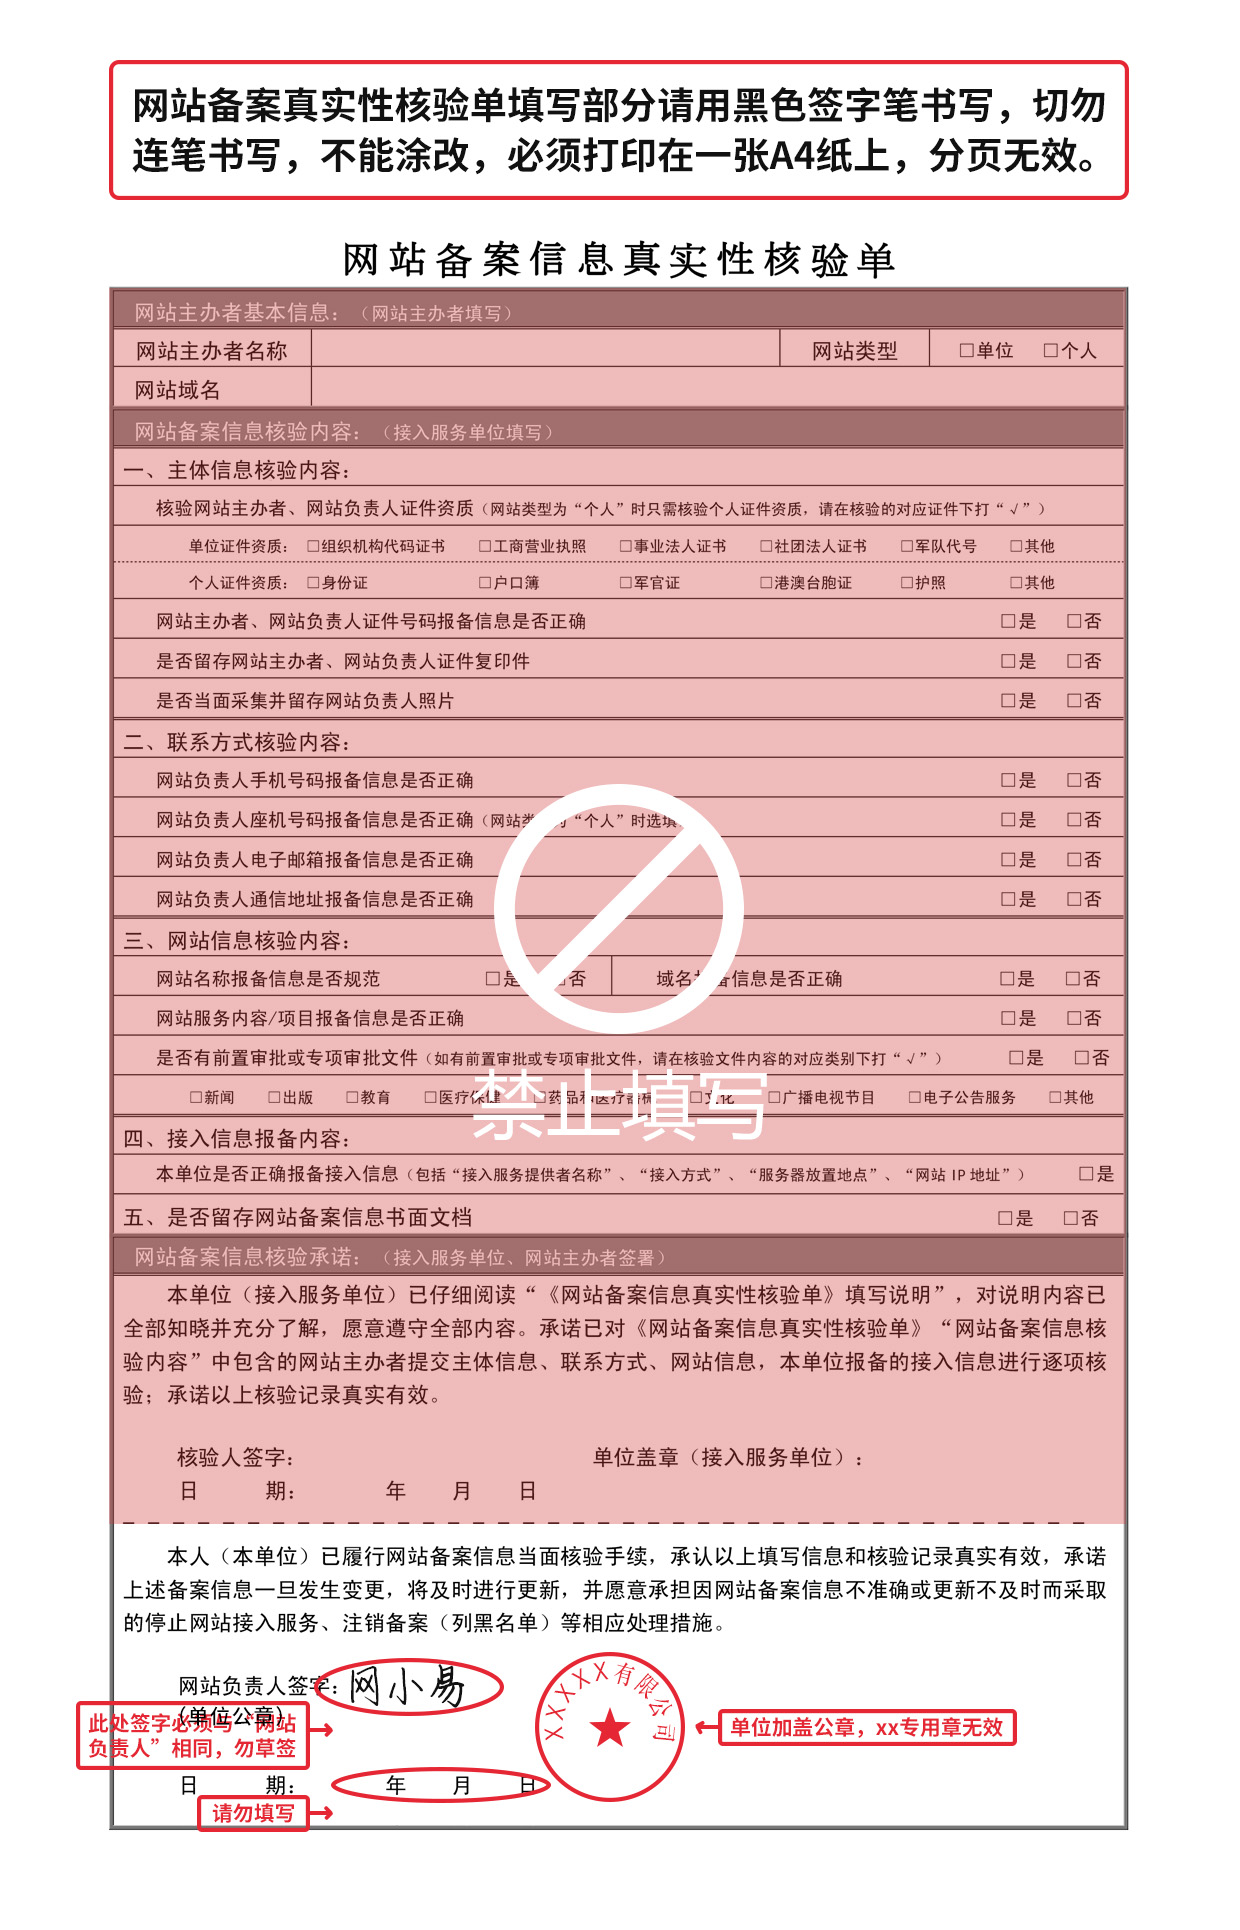 网站备案真实性核验单填写部分请用黑色签字笔书写，切勿
连笔书写，不能涂改，必须打印在一张A4纸上，分页无效。
网站备案信息真实性核验单
网站主办者基本信息：（网站主办者填写）
网站主办者名称 网站类型 □单位 □个人
网站域名
网站备案信息核验内容：（接入服务单位填写）
一、主体信息核验内容：
核验网站主办者、网站负责人证件资质（网站类型为“个人”时只需核验个人证件资质，请在核验的对应证件下打“√”）
单位证件资质： □组织机构代码证书 □工商营业执照 □事业法人证书 □社团法人证书 □军队代号 □其他
个人证件资质： □身份证 □户口簿 □军官证 □港澳台胞证 □护照 □其他
网站主办者、网站负责人证件号码报备信息是否正确 □是 □否
是否留存网站主办者、网站负责人证件复印件 □是 □否
是否当面采集并留存网站负责人照片 □是 □否
二、联系方式核验内容：
网站负责人手机号码报备信息是否正确 □是 □否
网站负责人座机号码报备信息是否正确（网站类 “个人”时选填 □是 □否
网站负责人电子邮箱报备信息是否正确 □是 □否
网站负责人通信地址报备信息是否正确 □是 □否
三、网站信息核验内容：
网站名称报备信息是否规范 □是 □否 域名报备信息是否正确 □是 □否
网站服务内容/项目报备信息是否正确 □是 □否
是否有前置审批或专项审批文件（如有前置审批或专项审批文件，请在核验文件内容的对应类别下打“√”） □是 □否
□新闻 □出版 □教育 □医疗保健 □药品和医疗器械 □文化 □广播电视节目 □电子公告服务 □其他
禁止填写
四、接入信息报备内容：
本单位是否正确报备接入信息（包括“接入服务提供者名称”、“接入方式”、“服务器放置地点”、“网站 IP 地址”） □是
五、是否留存网站备案信息书面文档 □是 □否
网站备案信息核验承诺：（接入服务单位、网站主办者签署）
本单位（接入服务单位）已仔细阅读“《网站备案信息真实性核验单》填写说明”，对说明内容已
全部知晓并充分了解，愿意遵守全部内容。承诺已对《网站备案信息真实性核验单》“网站备案信息核
验内容”中包含的网站主办者提交主体信息、联系方式、网站信息，本单位报备的接入信息进行逐项核
验；承诺以上核验记录真实有效。
核验人签字： 单位盖章（接入服务单位）：
日 期： 年 月 日
本人（本单位）已履行网站备案信息当面核验手续，承认以上填写信息和核验记录真实有效，承诺
上述备案信息一旦发生变更，将及时进行更新，并愿意承担因网站备案信息不准确或更新不及时而采取
的停止网站接入服务、注销备案（列黑名单）等相应处理措施。
网站负责人签字： 网小易
（单位公章）
此处签字必须与“网站
负责人”相同，勿草签
XXXXX有限公司
单位加盖公章，xx专用章无效
日 期： 年 月 日
请勿填写